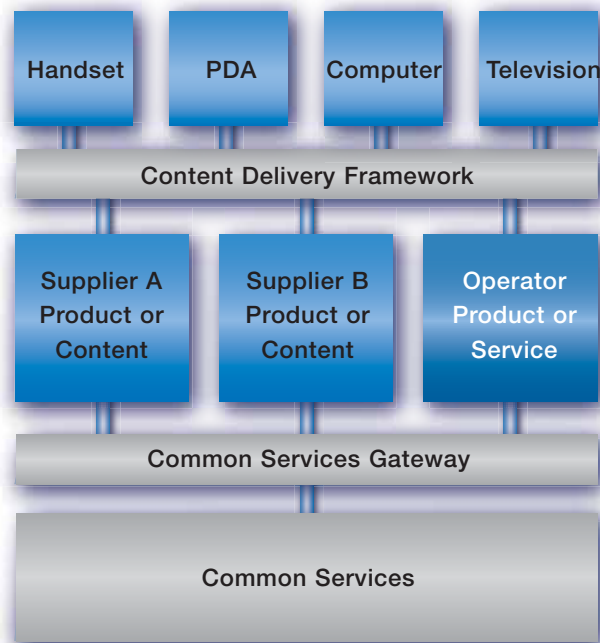 Handset
PDA
Computer
Television
Content Delivery Framework
Supplier A
Product or
Content
Supplier B
Product or
Content
Operator
Product or
Service
Common Services Gateway
Common Services